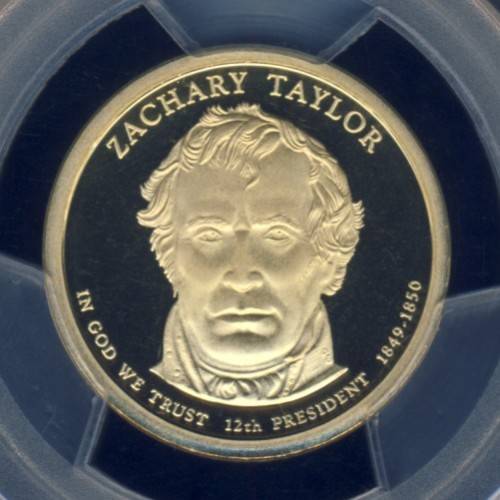 ZACHARY TAYLOR
IN GOD WE TRUST 12th PRESIDENT 1849-1850